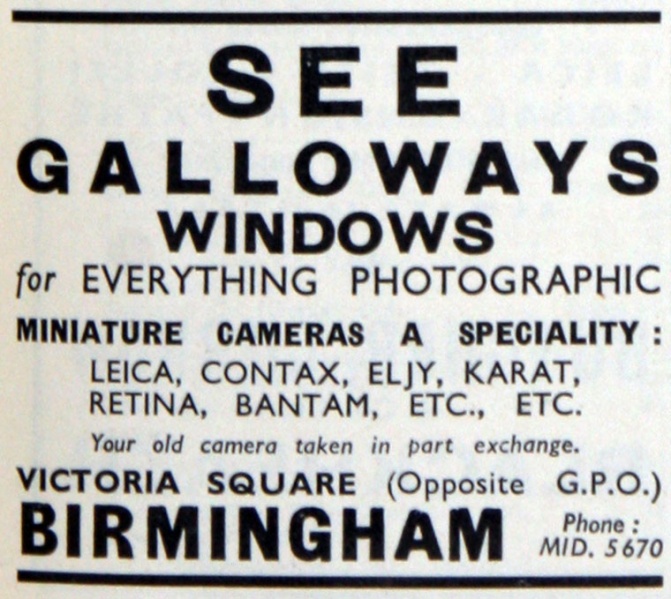 SEE
GALLOWAYS
WINDOWS
for EVERYTHING PHOTOGRAPHIC
MINIATURE CAMERAS A SPECIALITY :
LEICA, CONTAX, ELJY, KARAT,
RETINA, BANTAM, ETC., ETC.
Your old camera taken in part exchange.
VICTORIA SQUARE (Opposite G.P.O.)
BIRMINGHAM Phone :
MID. 5670